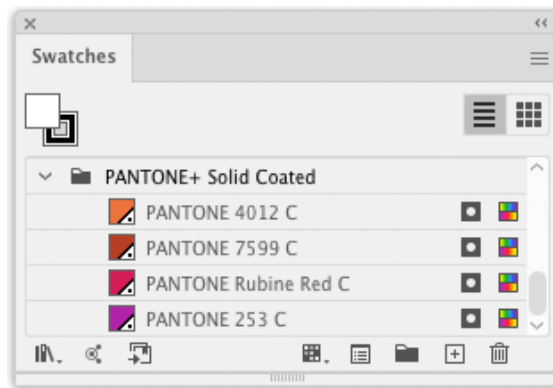 Swatches
PANTONE+ Solid Coated
PANTONE 4012 C
PANTONE 7599 C
PANTONE Rubine Red C
PANTONE 253 C